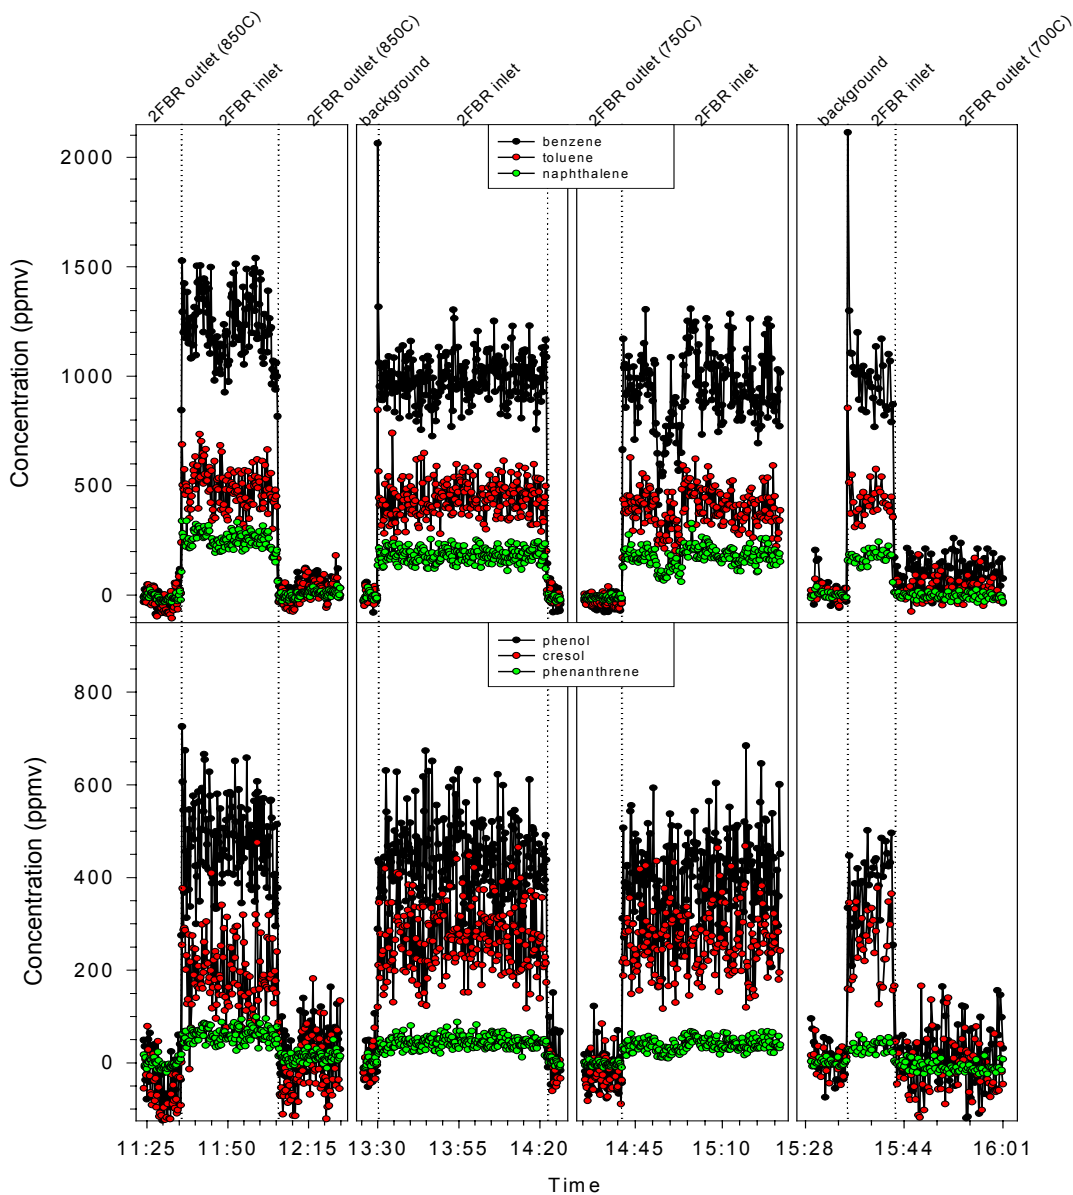 2FBR outlet (850C)
2FBR inlet
2FBR outlet (850C)
background
2FBR inlet
2FBR outlet (750C)
2FBR inlet
background
2FBR inlet
2FBR outlet (700C)
benzene
toluene
naphthalene
2000
1500
1000
500
0
Concentration (ppmv)
phenol
cresol
phenanthrene
800
600
400
200
0
Concentration (ppmv)
11:25 11:50 12:15 13:30 13:55 14:20 14:45 15:10 15:28 15:44 16:01
Time